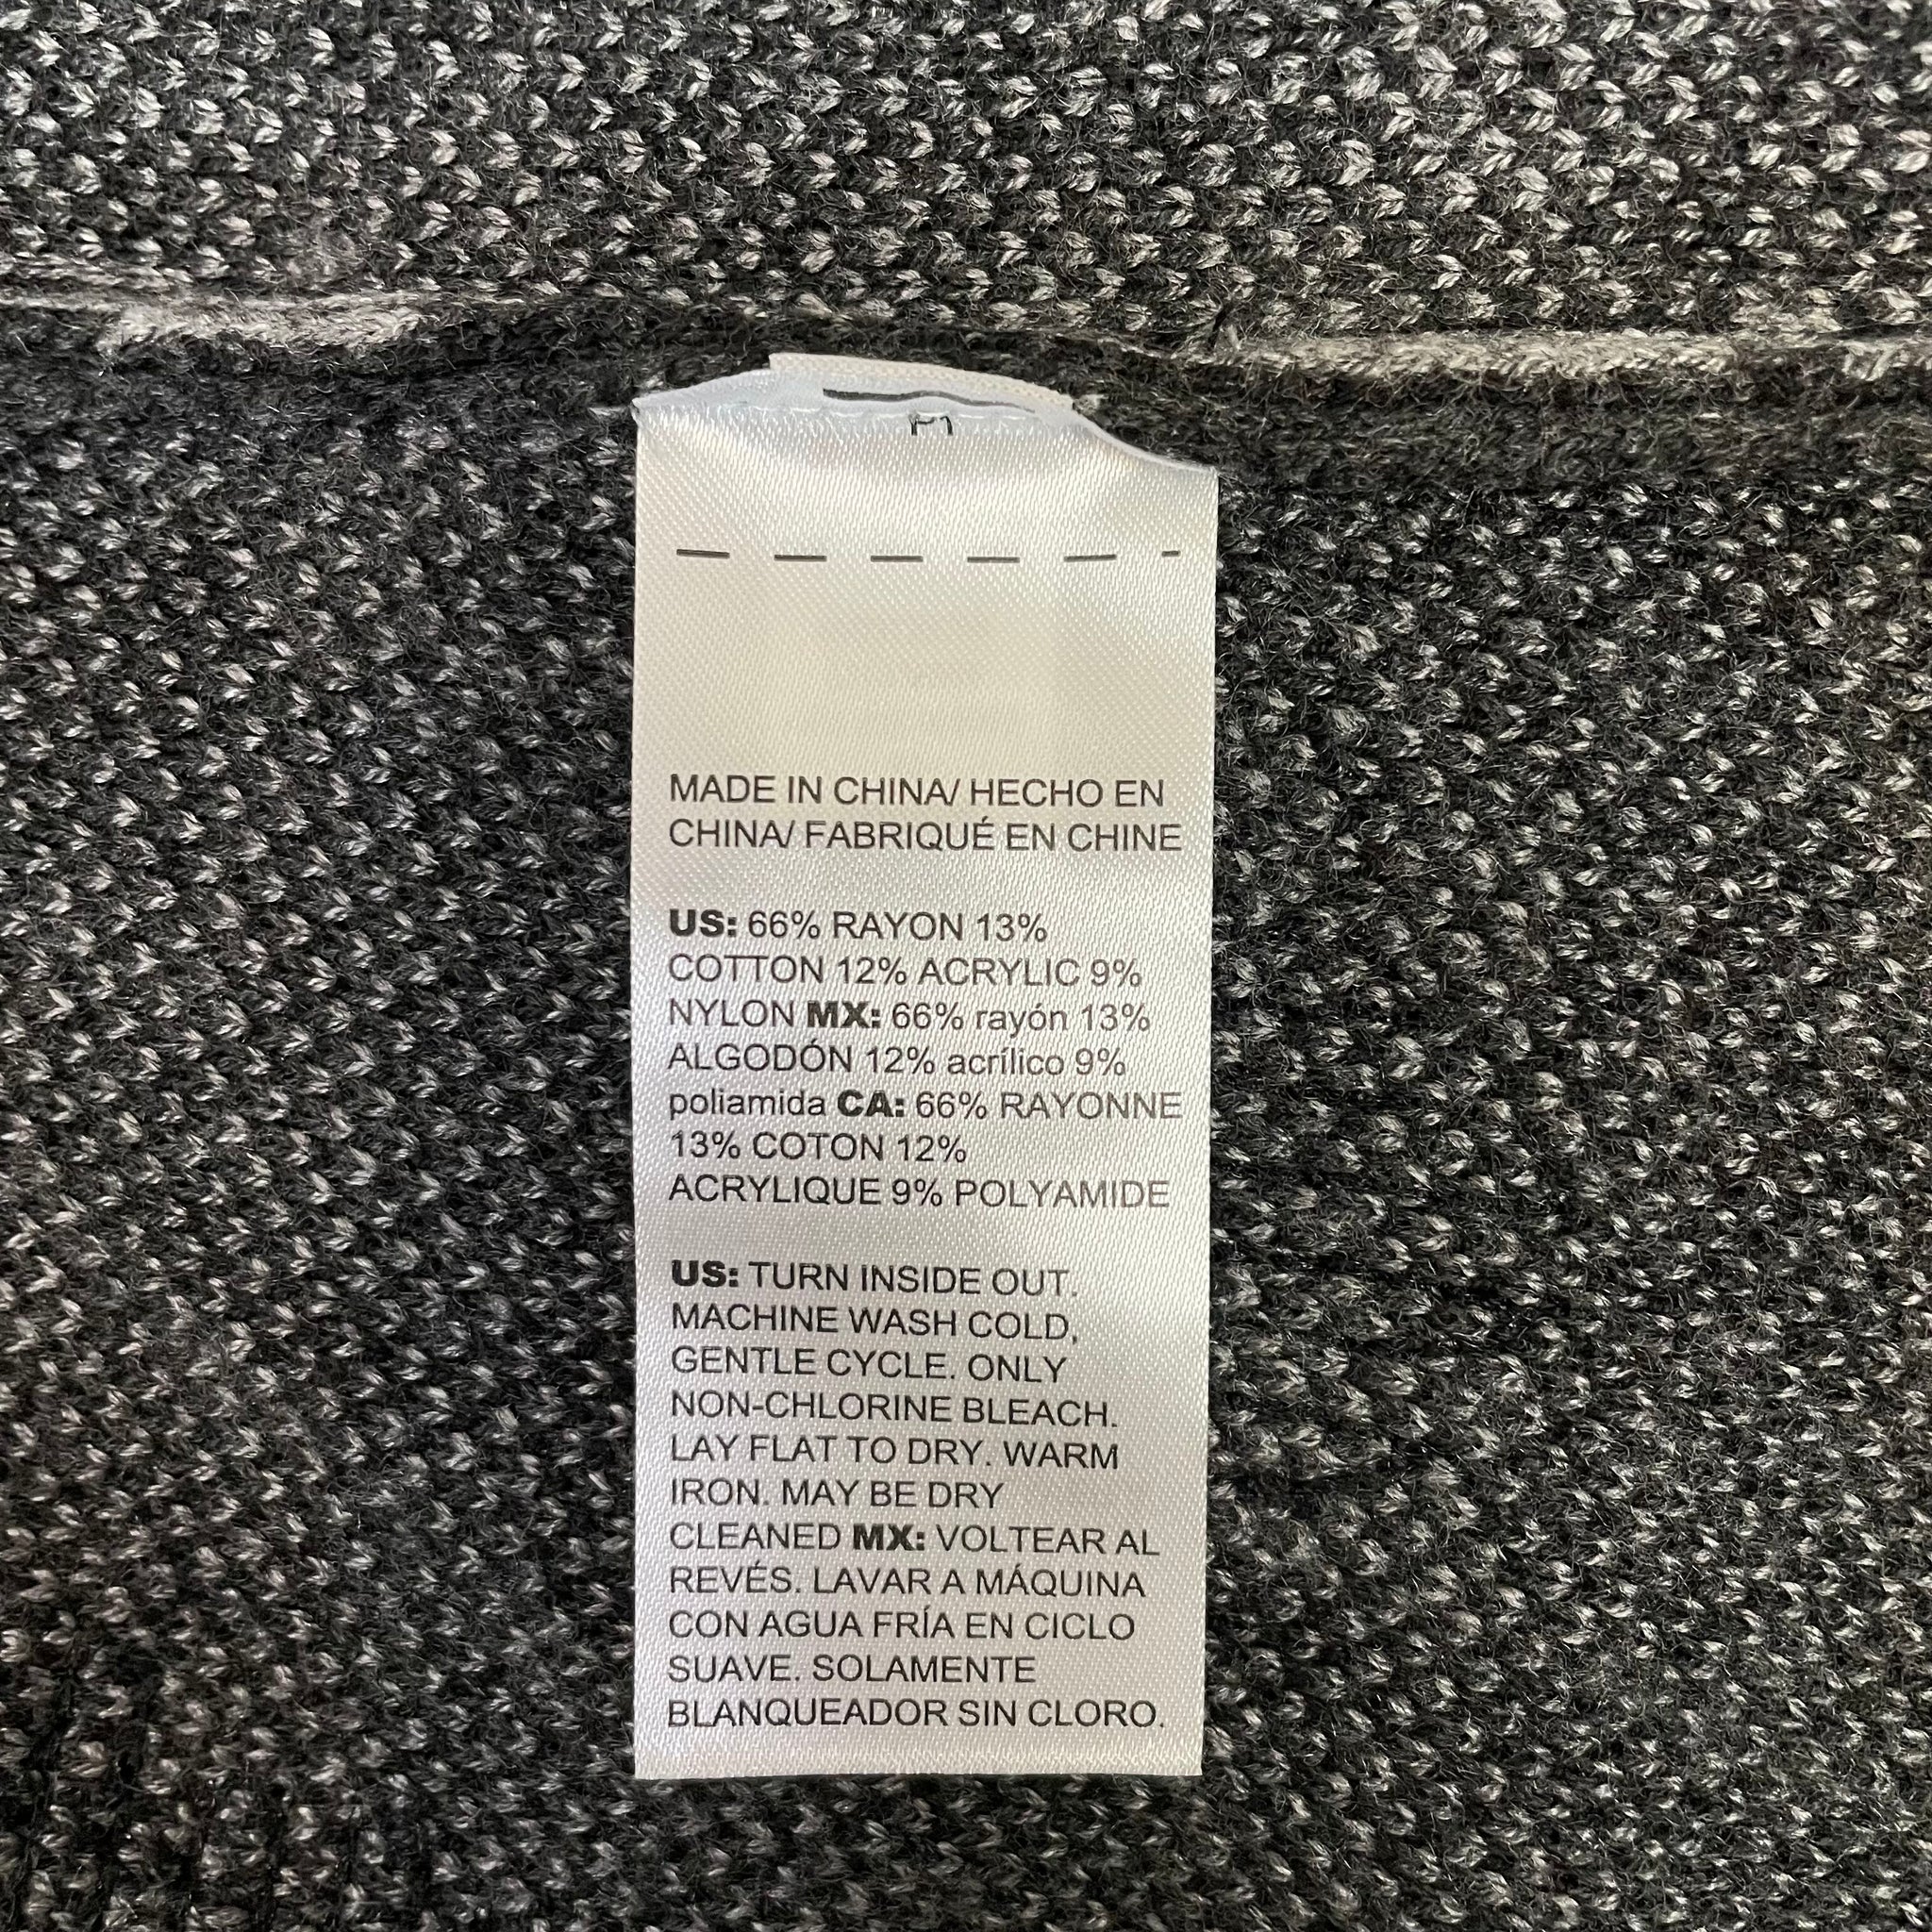 MADE IN CHINA/ HECHO EN
CHINA/ FABRIQUÉ EN CHINE
US: 66% RAYON 13%
COTTON 12% ACRYLIC 9%
NYLON MX: 66% rayón 13%
ALGODÓN 12% acrílico 9%
poliamida CA: 66% RAYONNE
13% COTON 12%
ACRYLIQUE 9% POLYAMIDE
US: TURN INSIDE OUT.
MACHINE WASH COLD,
GENTLE CYCLE. ONLY
NON-CHLORINE BLEACH.
LAY FLAT TO DRY. WARM
IRON. MAY BE DRY
CLEANED MX: VOLTEAR AL
REVÉS. LAVAR A MÁQUINA
CON AGUA FRÍA EN CICLO
SUAVE. SOLAMENTE
BLANQUEADOR SIN CLORO.